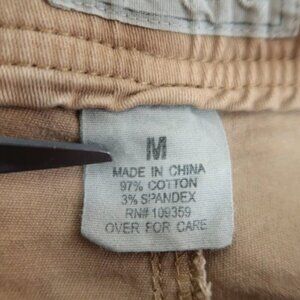 M
MADE IN CHINA
97% COTTON
3% SPANDEX
RN# 109359
OVER FOR CARE